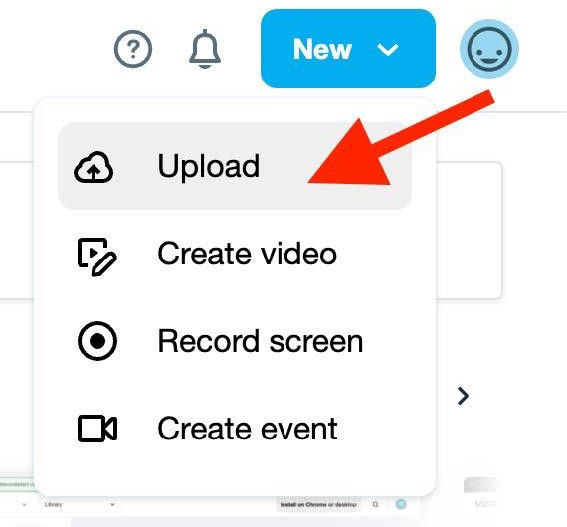 New
Upload
Create video
Record screen
Create event
Library
Install on Chrome or desktop